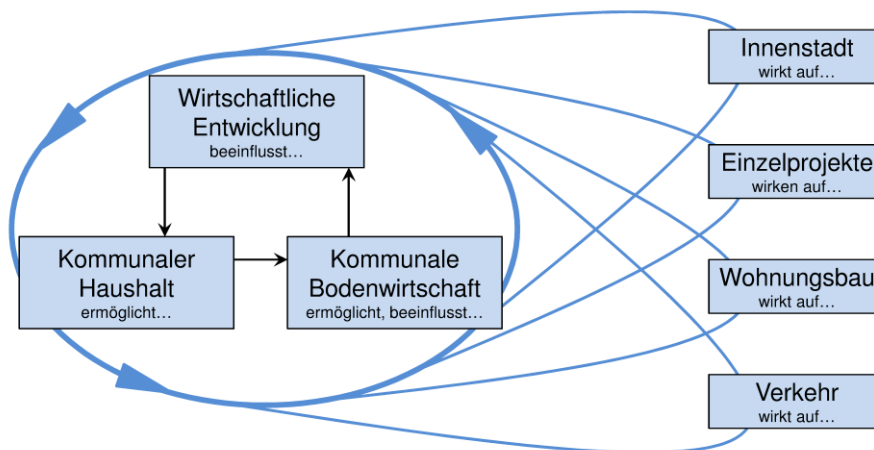 Wirtschaftliche
Entwicklung
beeinflusst…
Kommunaler
Haushalt
ermöglicht…
Kommunale
Bodenwirtschaft
ermöglicht, beeinflusst…
Innenstadt
wirkt auf…
Einzelprojekte
wirken auf…
Wohnungsbau
wirkt auf…
Verkehr
wirkt auf…